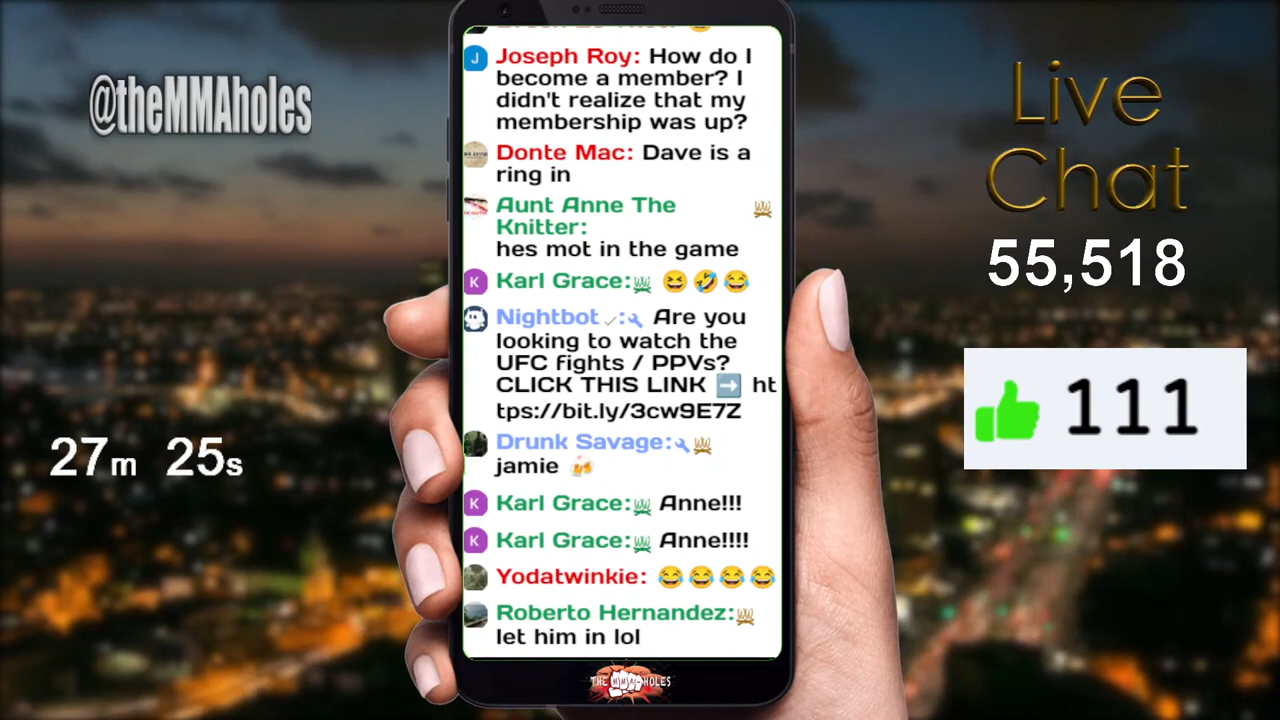 @theMMAholes
Joseph Roy: How do I
become a member? I
didn't realize that my
membership was up?
Donte Mac: Dave is a
ring in
Aunt Anne The
Knitter:
hes mot in the game
Karl Grace: 😆 🤣 😂
Nightbot ✓: Are you
looking to watch the
UFC fights / PPVs?
CLICK THIS LINK ➡️ ht
tps://bit.ly/3cw9E7Z
Drunk Savage:
jamie 🍻
Karl Grace: Anne!!!
Karl Grace: Anne!!!!
Yodatwinkie: 😂 😂 😂 😂
Roberto Hernandez:
let him in lol
THE MMA-HOLES
Live
Chat
55,518
111
27m 25s